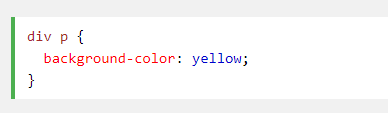 div p {
  background-color: yellow;
}